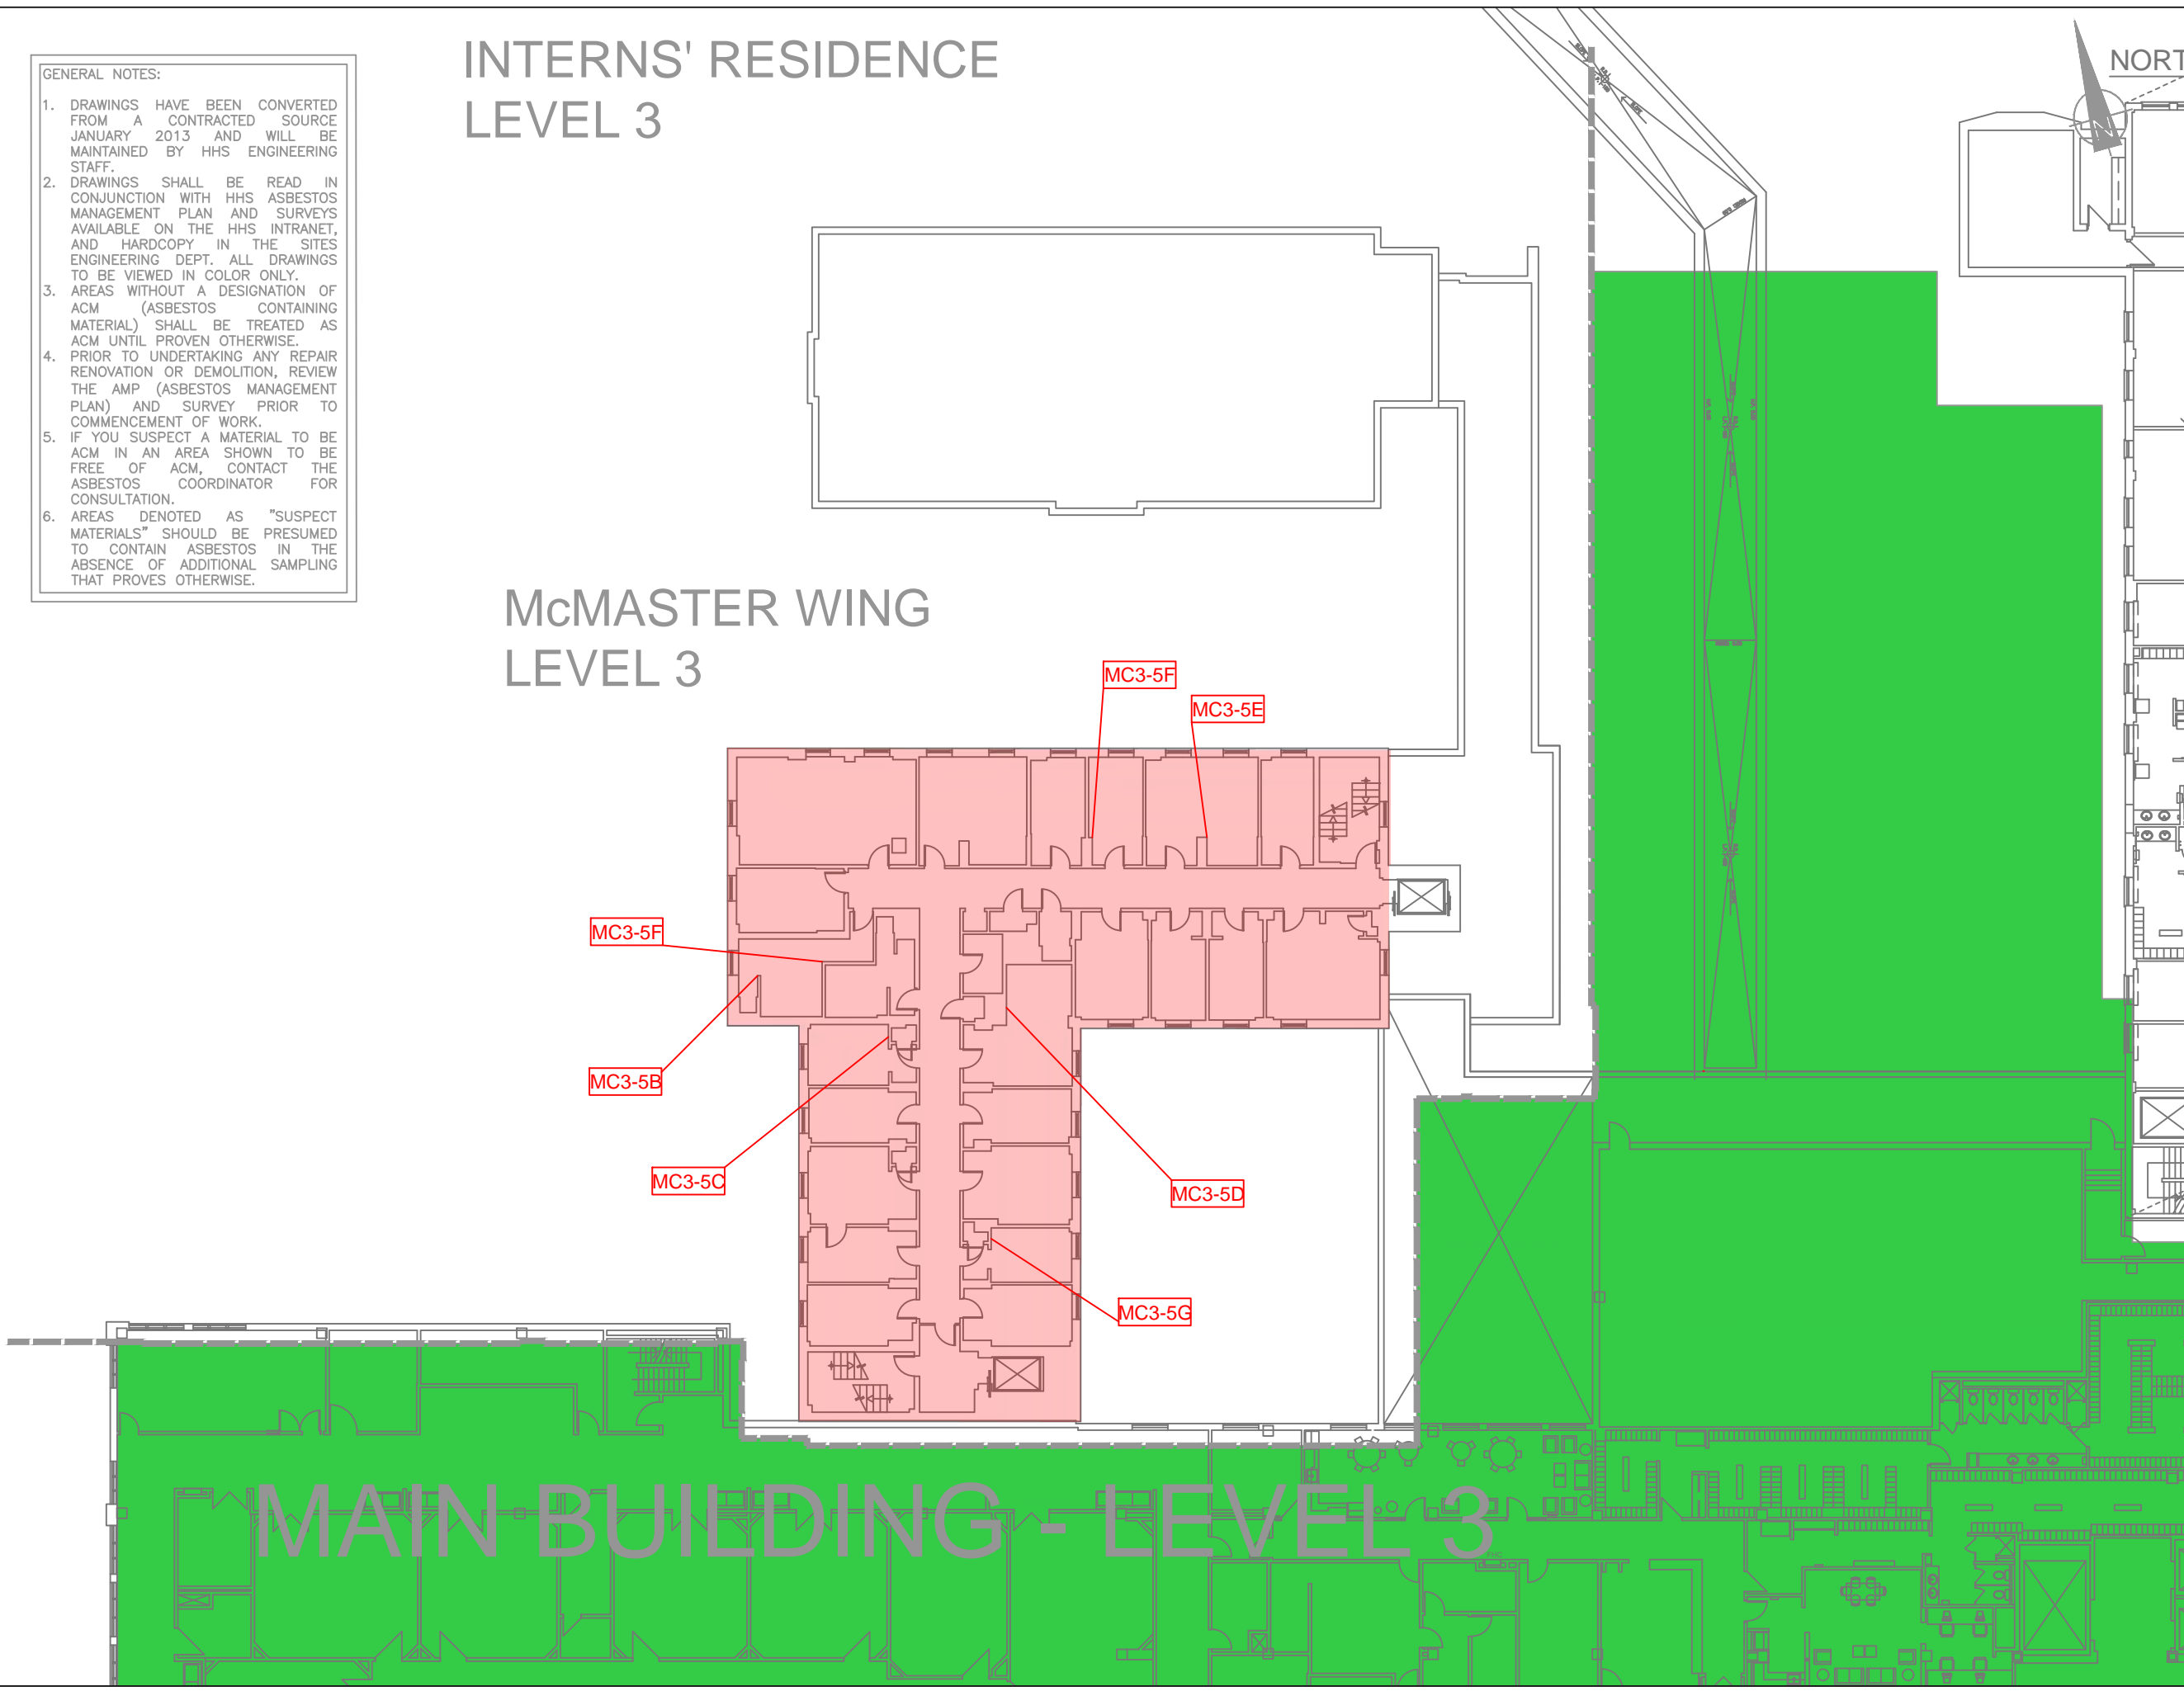 INTERNS' RESIDENCE
LEVEL 3
NORT
GENERAL NOTES:
1. DRAWINGS HAVE BEEN CONVERTED
FROM A CONTRACTED SOURCE
JANUARY 2013 AND WILL BE
MAINTAINED BY HHS ENGINEERING
STAFF.
2. DRAWINGS SHALL BE READ IN
CONJUNCTION WITH HHS ASBESTOS
MANAGEMENT PLAN AND SURVEYS
AVAILABLE ON THE HHS INTRANET,
AND HARDCOPY IN THE SITES
ENGINEERING DEPT. ALL DRAWINGS
TO BE VIEWED IN COLOR ONLY.
3. AREAS WITHOUT A DESIGNATION OF
ACM (ASBESTOS CONTAINING
MATERIAL) SHALL BE TREATED AS
ACM UNTIL PROVEN OTHERWISE.
4. PRIOR TO UNDERTAKING ANY REPAIR
RENOVATION OR DEMOLITION, REVIEW
THE AMP (ASBESTOS MANAGEMENT
PLAN) AND SURVEY PRIOR TO
COMMENCEMENT OF WORK.
5. IF YOU SUSPECT A MATERIAL TO BE
ACM IN AN AREA SHOWN TO BE
FREE OF ACM, CONTACT THE
ASBESTOS COORDINATOR FOR
CONSULTATION.
6. AREAS DENOTED AS "SUSPECT
MATERIALS" SHOULD BE PRESUMED
TO CONTAIN ASBESTOS IN THE
ABSENCE OF ADDITIONAL SAMPLING
THAT PROVES OTHERWISE.
McMASTER WING
LEVEL 3
MC3-5F
MC3-5E
MC3-5F
MC3-5B
MC3-5C
MC3-5D
MC3-5G
MAIN BUILDING - LEVEL 3